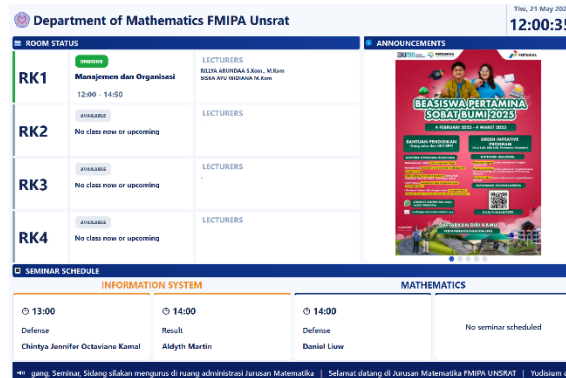 Department of Mathematics FMIPA Unsrat
Thu, 21 May 202
12:00:35
ROOM STATUS
RK1
ONGOING
Manajemen dan Organisasi
12:00 - 14:50
LECTURERS
RILLYA ARUNDAA S.Kom., M.Kom
SISKA AYU WIDIANA M.Kom
RK2
AVAILABLE
No class now or upcoming
LECTURERS
RK3
AVAILABLE
No class now or upcoming
LECTURERS
-
RK4
AVAILABLE
No class now or upcoming
LECTURERS
ANNOUNCEMENTS
BUMN
PERTAMINA
BEASISWA PERTAMINA
SOBAT BUMI 2025
4 FEBRUARI 2025 - 4 MARET 2025
BANTUAN PENDIDIKAN
GREEN INITIATIVE
PROGRAM
DAFTARKAN DIRI KAMU
SEMINAR SCHEDULE
INFORMATION SYSTEM
MATHEMATICS
13:00
Defense
Chintya Jennifer Octaviane Kamal
14:00
Result
Aldyth Martin
14:00
Defense
Daniel Liuw
No seminar scheduled
gang, Seminar, Sidang silakan mengurus di ruang administrasi Jurusan Matematika | Selamat datang di Jurusan Matematika FMIPA UNSRAT | Yudisium